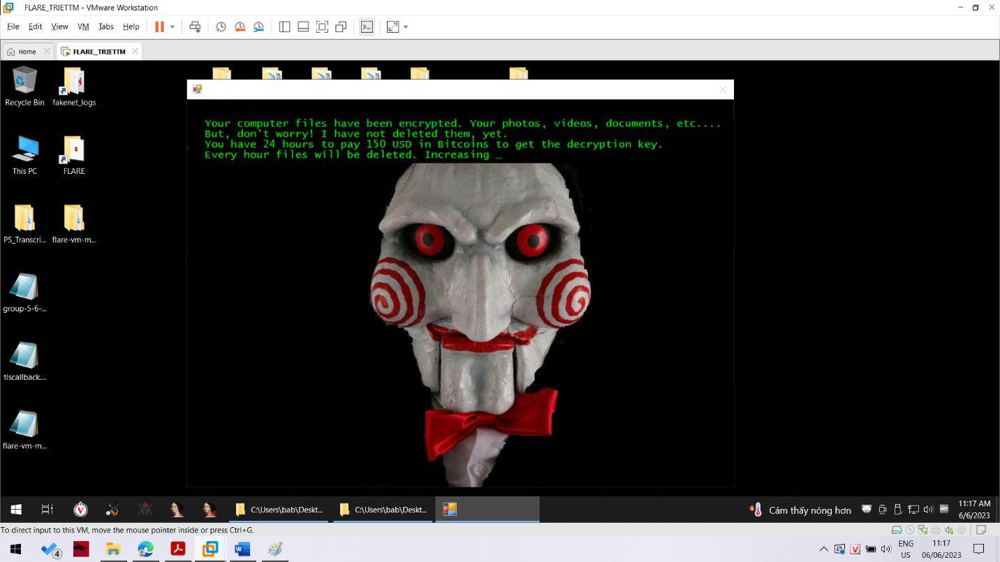 FLARE_TRIETTM - VMware Workstation
File Edit View VM Tabs Help
Home
FLARE_TRIETTM
Recycle Bin
fakenet_logs
This PC
FLARE
PS_Transcri...
flare-vm-m...
group-5-6-...
tlscallback....
flare-vm-m...
Your computer files have been encrypted. Your photos, videos, documents, etc....
But, don't worry! I have not deleted them, yet.
You have 24 hours to pay 150 USD in Bitcoins to get the decryption key.
Every hour files will be deleted. Increasing _
C:\Users\bab\Deskt...
C:\Users\bab\Deskt...
Cảm thấy nóng hơn
11:17 AM
6/6/2023
To direct input to this VM, move the mouse pointer inside or press Ctrl+G.
4
ENG
US
11:17
06/06/2023